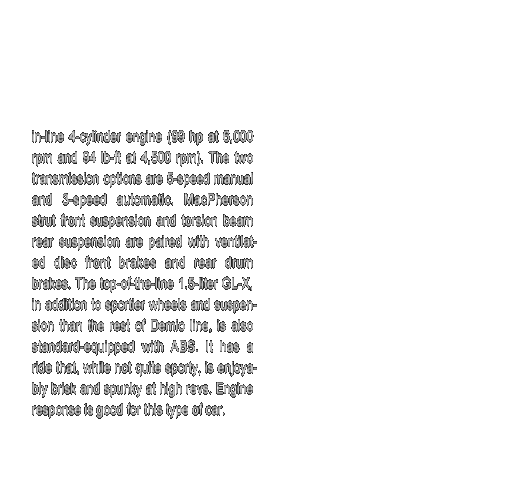 in-line 4-cylinder engine (99 hp at 6,000
rpm and 94 lb-ft at 4,500 rpm). The two
transmission options are 5-speed manual
and 3-speed automatic. MacPherson
strut front suspension and torsion beam
rear suspension are paired with ventilat-
ed disc front brakes and rear drum
brakes. The top-of-the-line 1.5-liter GL-X,
in addition to sportier wheels and suspen-
sion than the rest of Demio line, is also
standard-equipped with ABS. It has a
ride that, while not quite sporty, is enjoya-
bly brisk and spunky at high revs. Engine
response is good for this type of car.